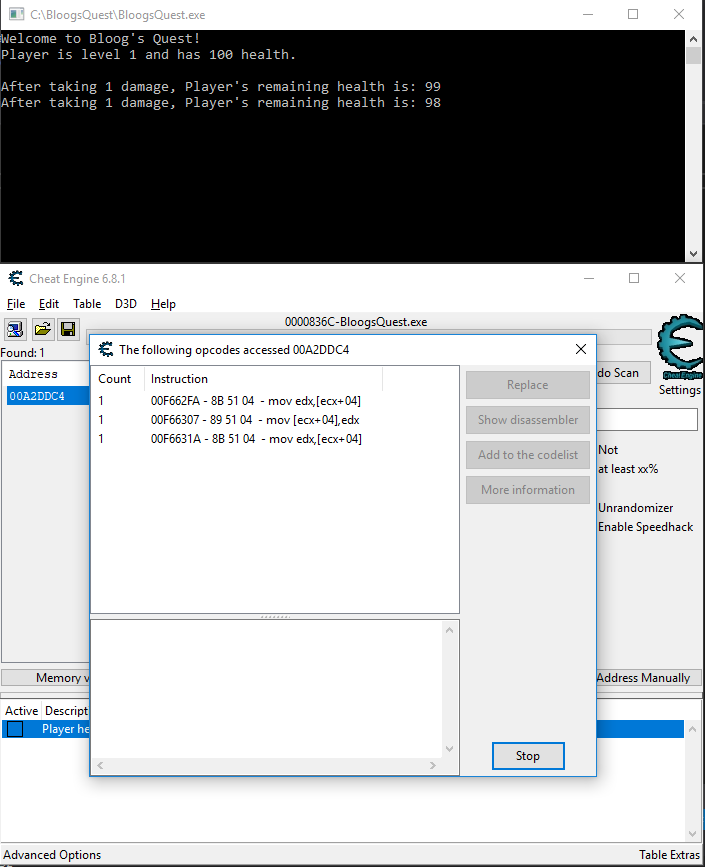 C:\BloogsQuest\BloogsQuest.exe
Welcome to Bloog's Quest!
Player is level 1 and has 100 health.
After taking 1 damage, Player's remaining health is: 99
After taking 1 damage, Player's remaining health is: 98
Cheat Engine 6.8.1
File Edit Table D3D Help
0000836C-BloogsQuest.exe
Found: 1
The following opcodes accessed 00A2DDC4
Address
00A2DDC4
Count Instruction
1 00F662FA - 8B 51 04 - mov edx,[ecx+04]
1 00F66307 - 89 51 04 - mov [ecx+04],edx
1 00F6631A - 8B 51 04 - mov edx,[ecx+04]
Replace
Show disassembler
Add to the codelist
More information
do Scan
Cheat Engine
Settings
Not
at least xx%
Unrandomizer
Enable Speedhack
Memory v
Address Manually
Active Descript
Player he
Stop
Advanced Options
Table Extras